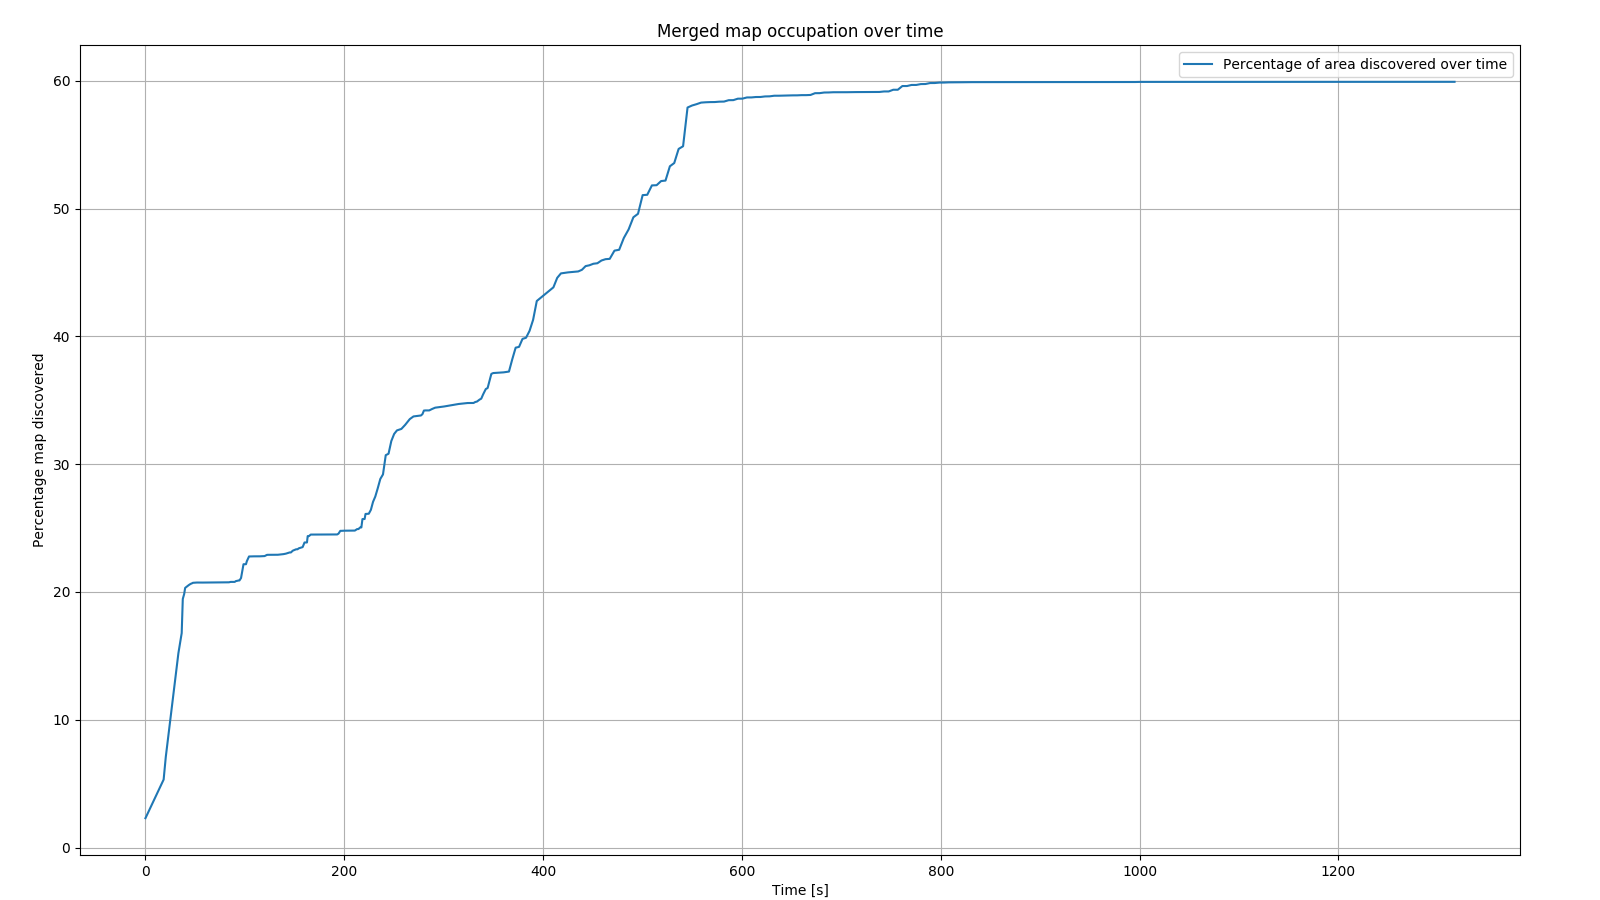 Merged map occupation over time
Percentage of area discovered over time
60
50
40
30
20
10
0
Percentage map discovered
0 200 400 600 800 1000 1200
Time [s]